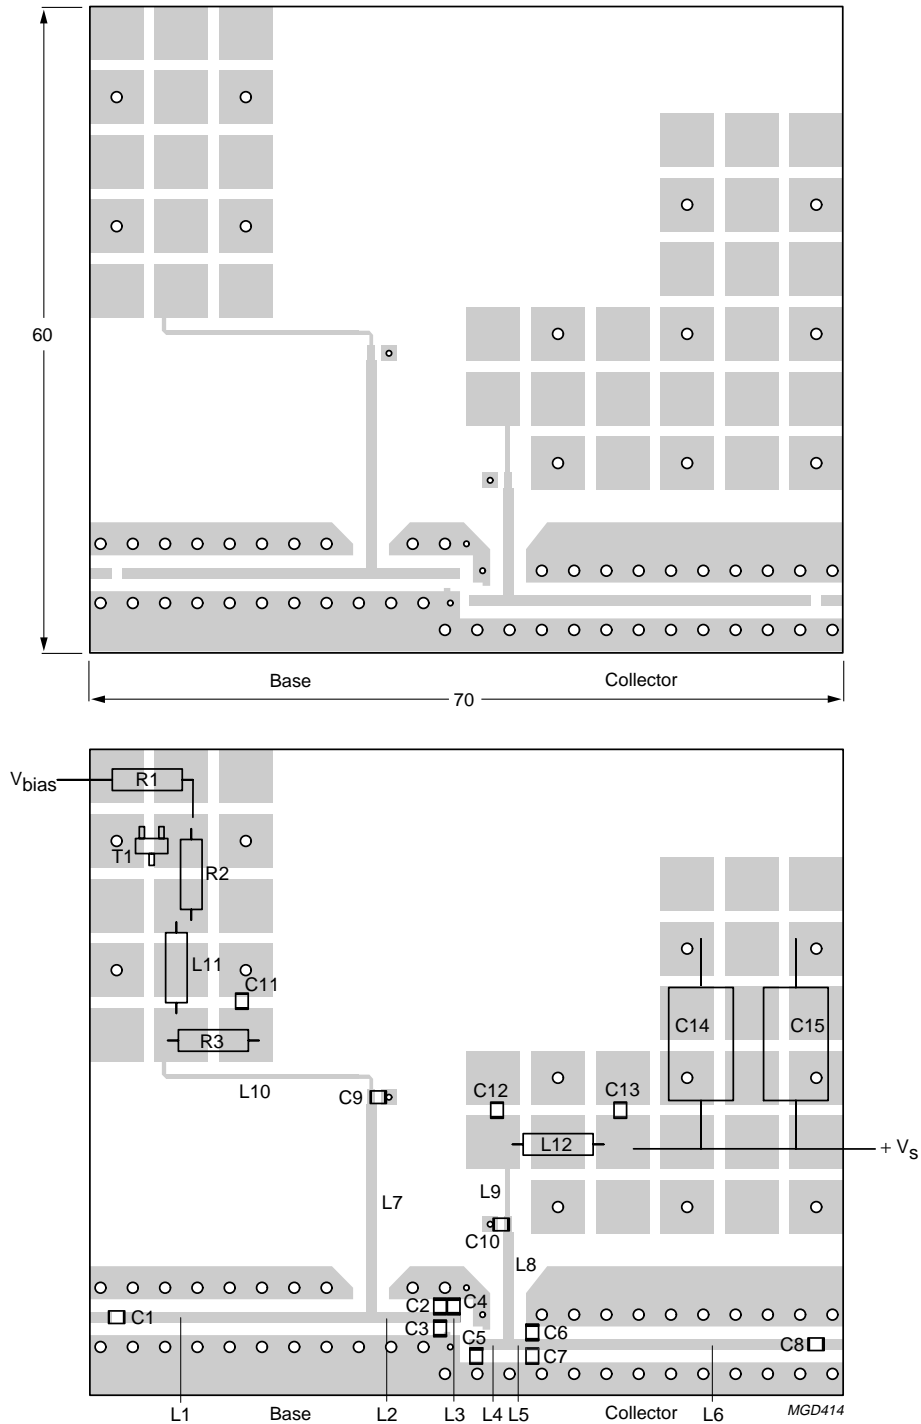 60
Base
Collector
70
Vbias
R1
T1
R2
L11
C11
R3
L10
C9
C14
C15
C12
C13
L12
+ VS
L7
L9
C10
L8
C1
C2
C4
C3
C5
C6
C7
C8
L1
Base
L2
L3
L4
L5
Collector
L6
MGD414